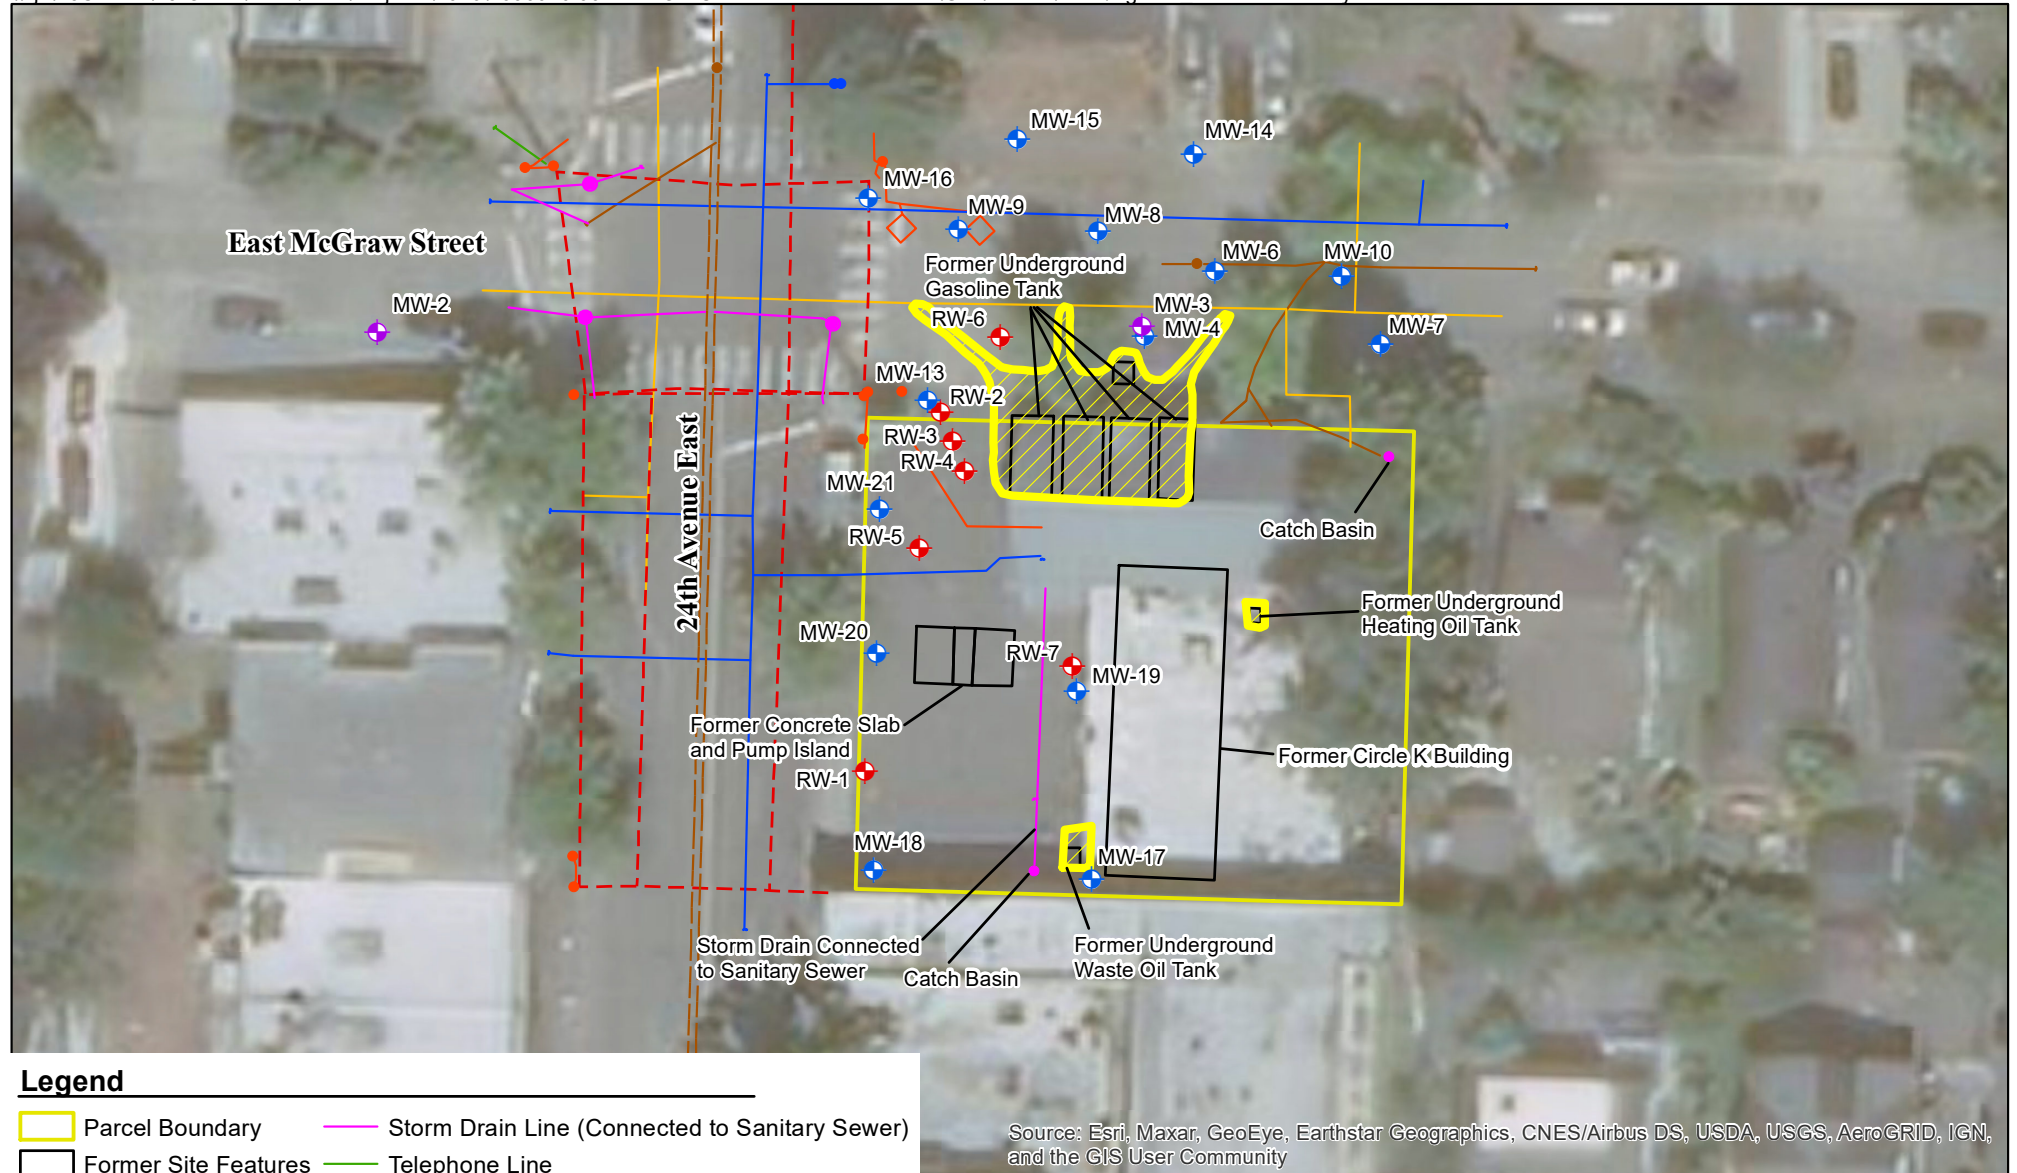 MW-15
MW-14
MW-16
MW-9
MW-8
East McGraw Street
MW-6
MW-10
Former Underground
Gasoline Tank
MW-2
MW-3
RW-6
MW-4
MW-7
MW-13
RW-2
RW-3
RW-4
MW-21
24th Avenue East
RW-5
Catch Basin
Former Underground
Heating Oil Tank
MW-20
RW-7
MW-19
Former Concrete Slab
and Pump Island
Former Circle K Building
RW-1
MW-18
MW-17
Storm Drain Connected
to Sanitary Sewer
Catch Basin
Former Underground
Waste Oil Tank
Legend
Parcel Boundary
Storm Drain Line (Connected to Sanitary Sewer)
Former Site Features
Telephone Line
Source: Esri, Maxar, GeoEye, Earthstar Geographics, CNES/Airbus DS, USDA, USGS, AeroGRID, IGN,
and the GIS User Community